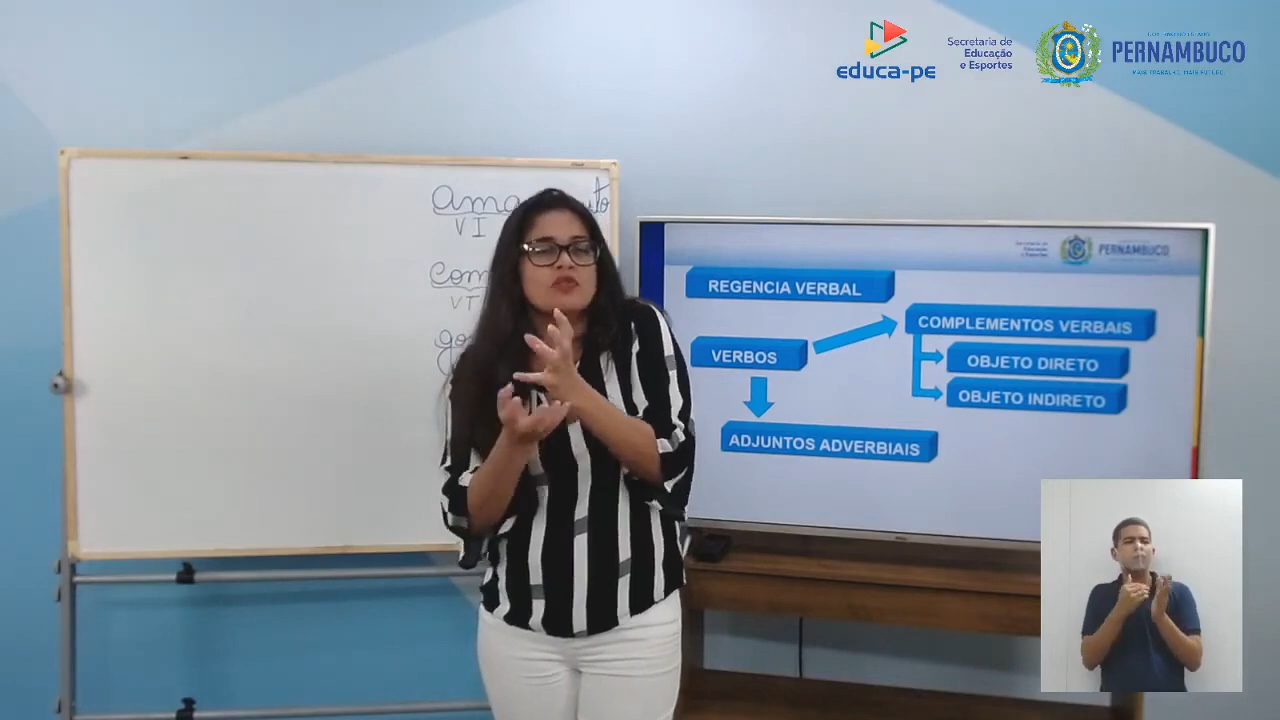 educa-pe
Secretaria de
Educação
e Esportes
PERNAMBUCO
VI
VT
PERNAMBUCO
REGENCIA VERBAL
VERBOS
COMPLEMENTOS VERBAIS
OBJETO DIRETO
OBJETO INDIRETO
ADJUNTOS ADVERBIAIS